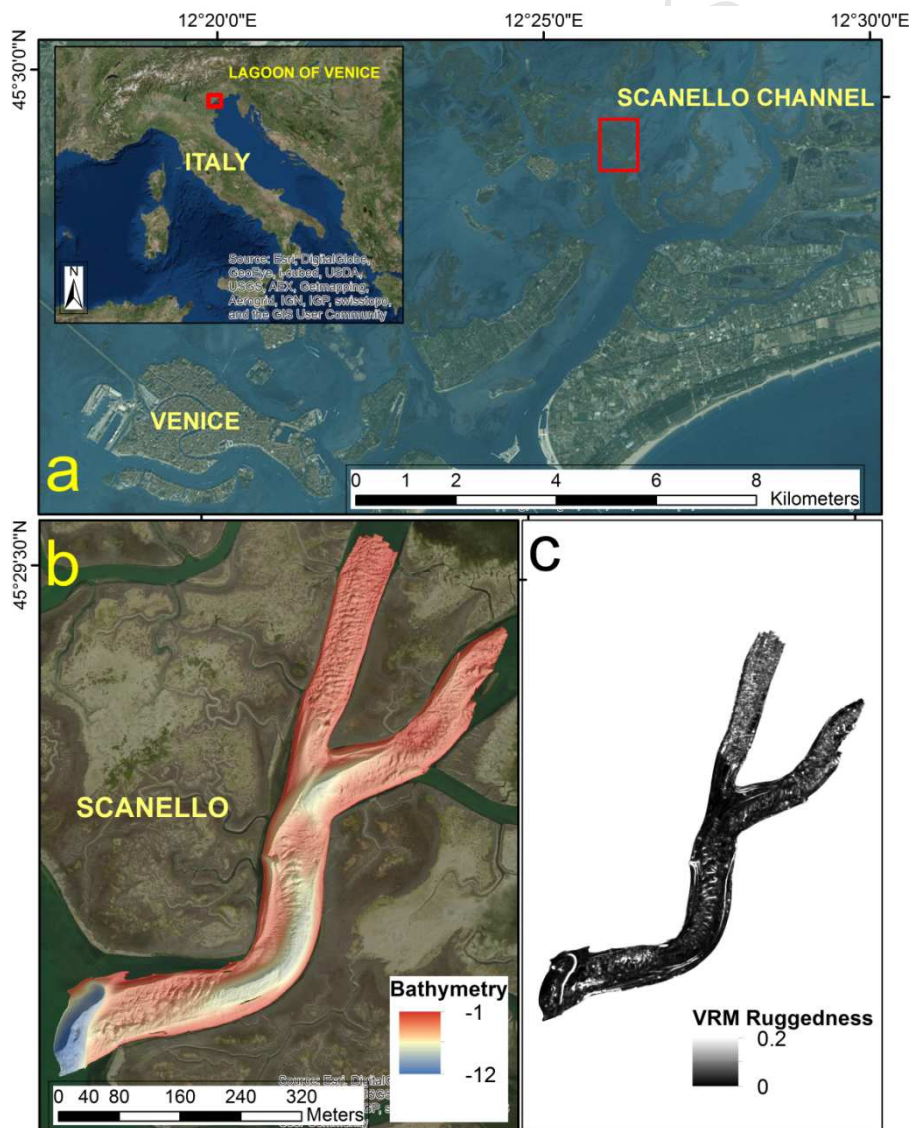 12°20'0"E
12°25'0"E
12°30'0"E
45°30'0"N
LAGOON OF VENICE
ITALY
Source: Esri, DigitalGlobe,
GeoEye, i-cubed, USDA,
USGS, AEX, Getmapping,
Aerogrid, IGN, IGP, swisstopo,
and the GIS User Community
N
SCANELLO CHANNEL
VENICE
a
0 1 2 4 6 8
Kilometers
45°29'30"N
b
SCANELLO
Bathymetry
-1
-12
0 40 80 160 240 320
Meters
Source: Esri, Digital
c
VRM Ruggedness
0.2
0